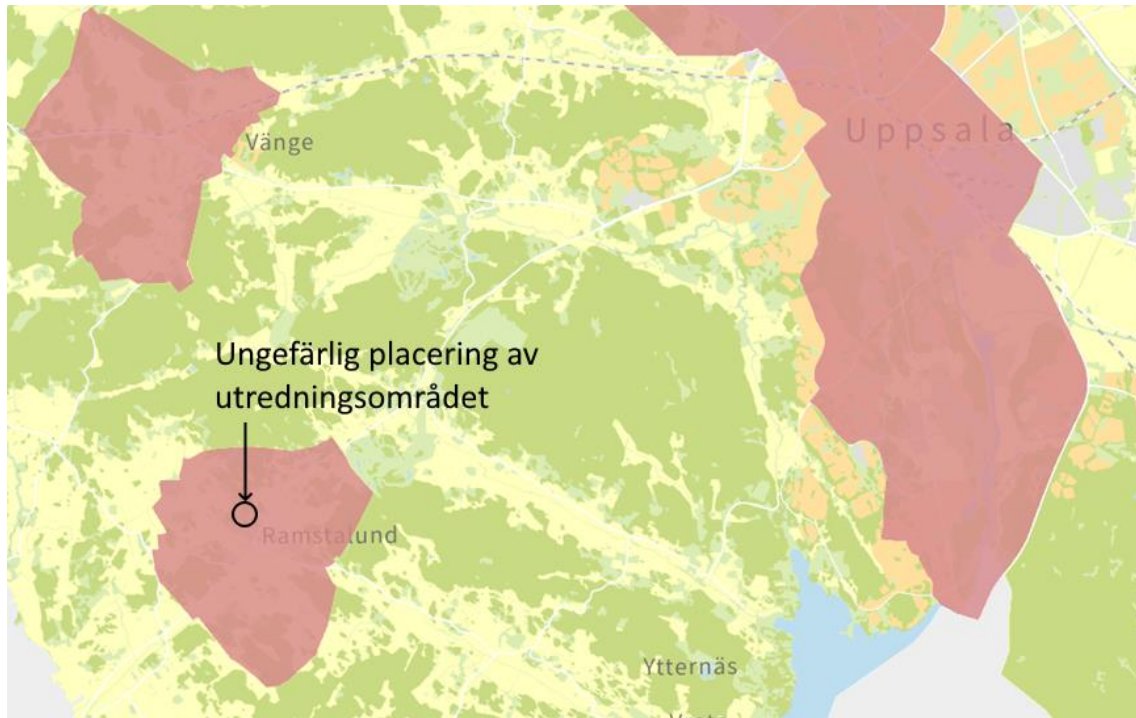 Uppsala
Vänge
Ungefärlig placering av
utredningsområdet
Ramstalund
Ytternäs